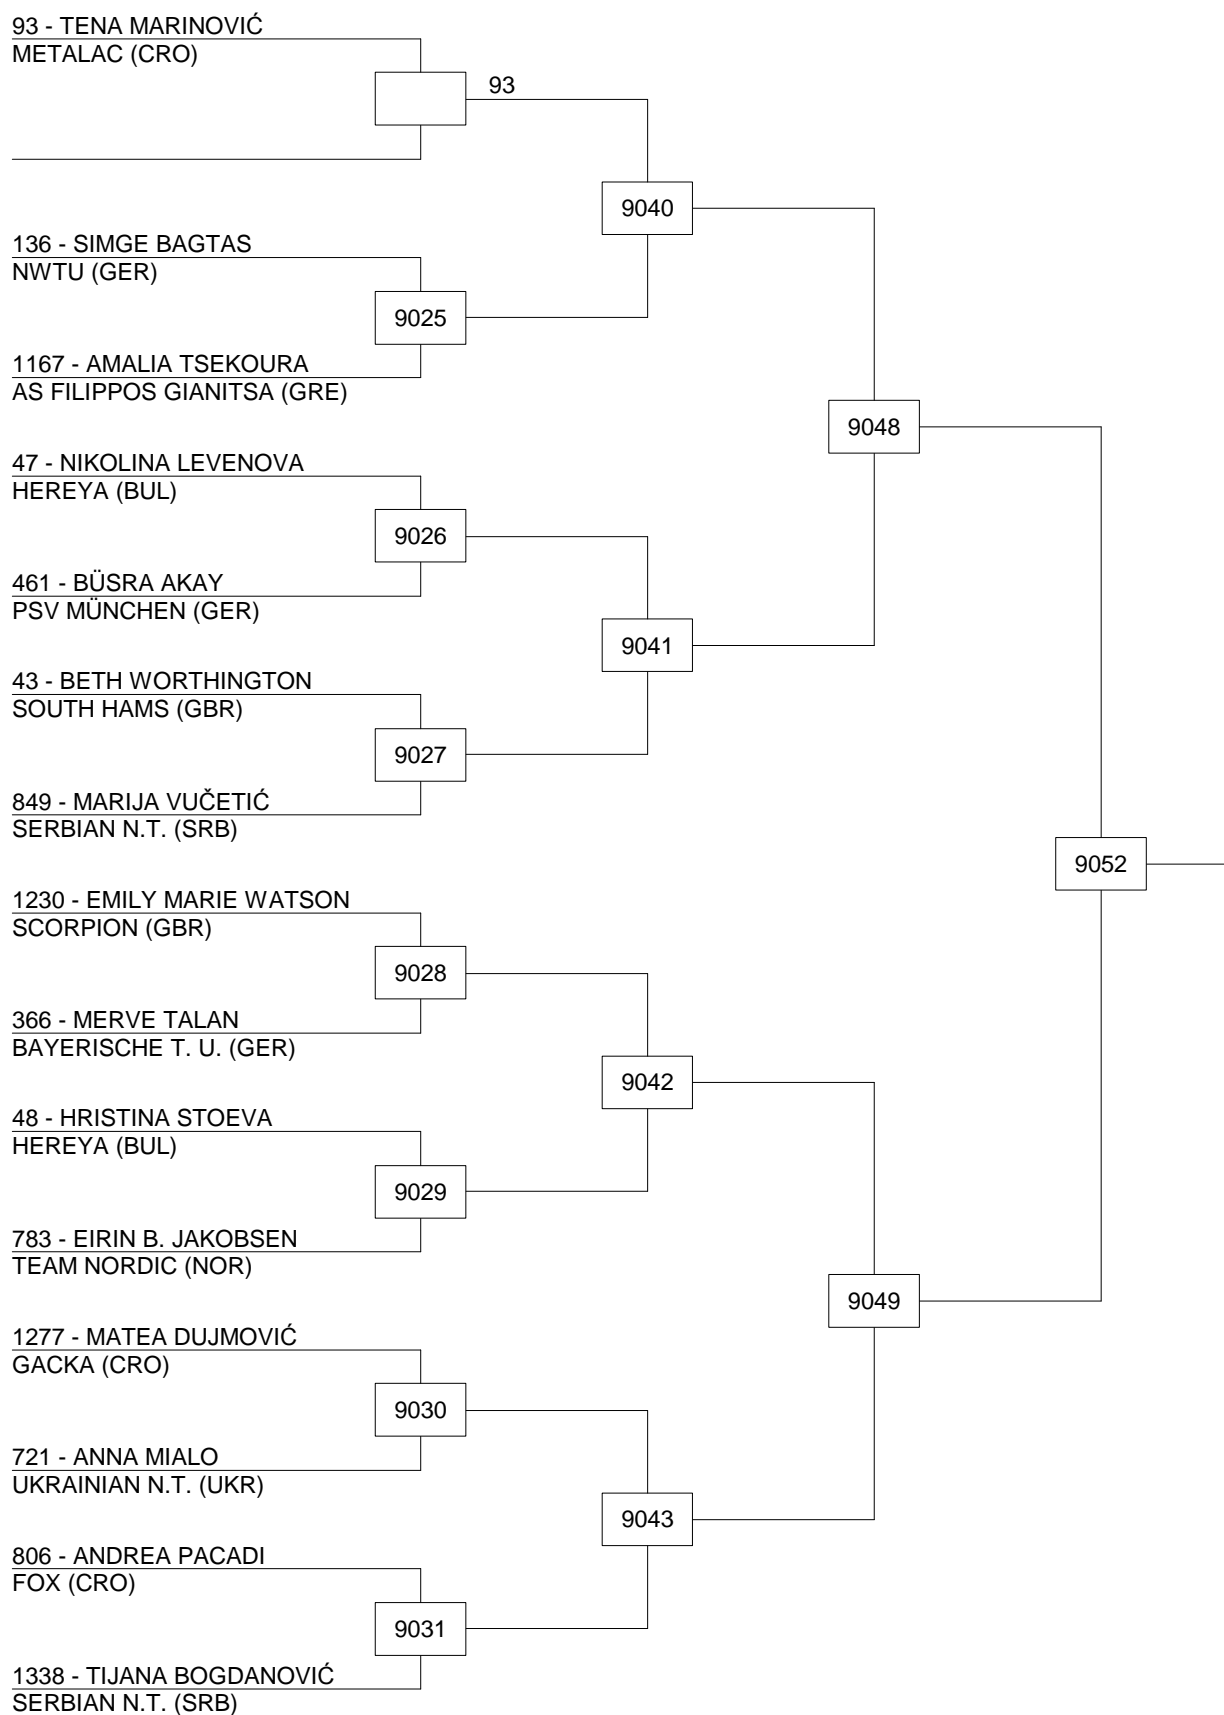 93 - TENA MARINOVIĆ
METALAC (CRO)
93
9040
136 - SIMGE BAGTAS
NWTU (GER)
9025
1167 - AMALIA TSEKOURA
AS FILIPPOS GIANITSA (GRE)
9048
47 - NIKOLINA LEVENOVA
HEREYA (BUL)
9026
461 - BÜSRA AKAY
PSV MÜNCHEN (GER)
9041
43 - BETH WORTHINGTON
SOUTH HAMS (GBR)
9027
849 - MARIJA VUČETIĆ
SERBIAN N.T. (SRB)
9052
1230 - EMILY MARIE WATSON
SCORPION (GBR)
9028
366 - MERVE TALAN
BAYERISCHE T. U. (GER)
9042
48 - HRISTINA STOEVA
HEREYA (BUL)
9029
783 - EIRIN B. JAKOBSEN
TEAM NORDIC (NOR)
9049
1277 - MATEA DUJMOVIĆ
GACKA (CRO)
9030
721 - ANNA MIALO
UKRAINIAN N.T. (UKR)
9043
806 - ANDREA PACADI
FOX (CRO)
9031
1338 - TIJANA BOGDANOVIĆ
SERBIAN N.T. (SRB)